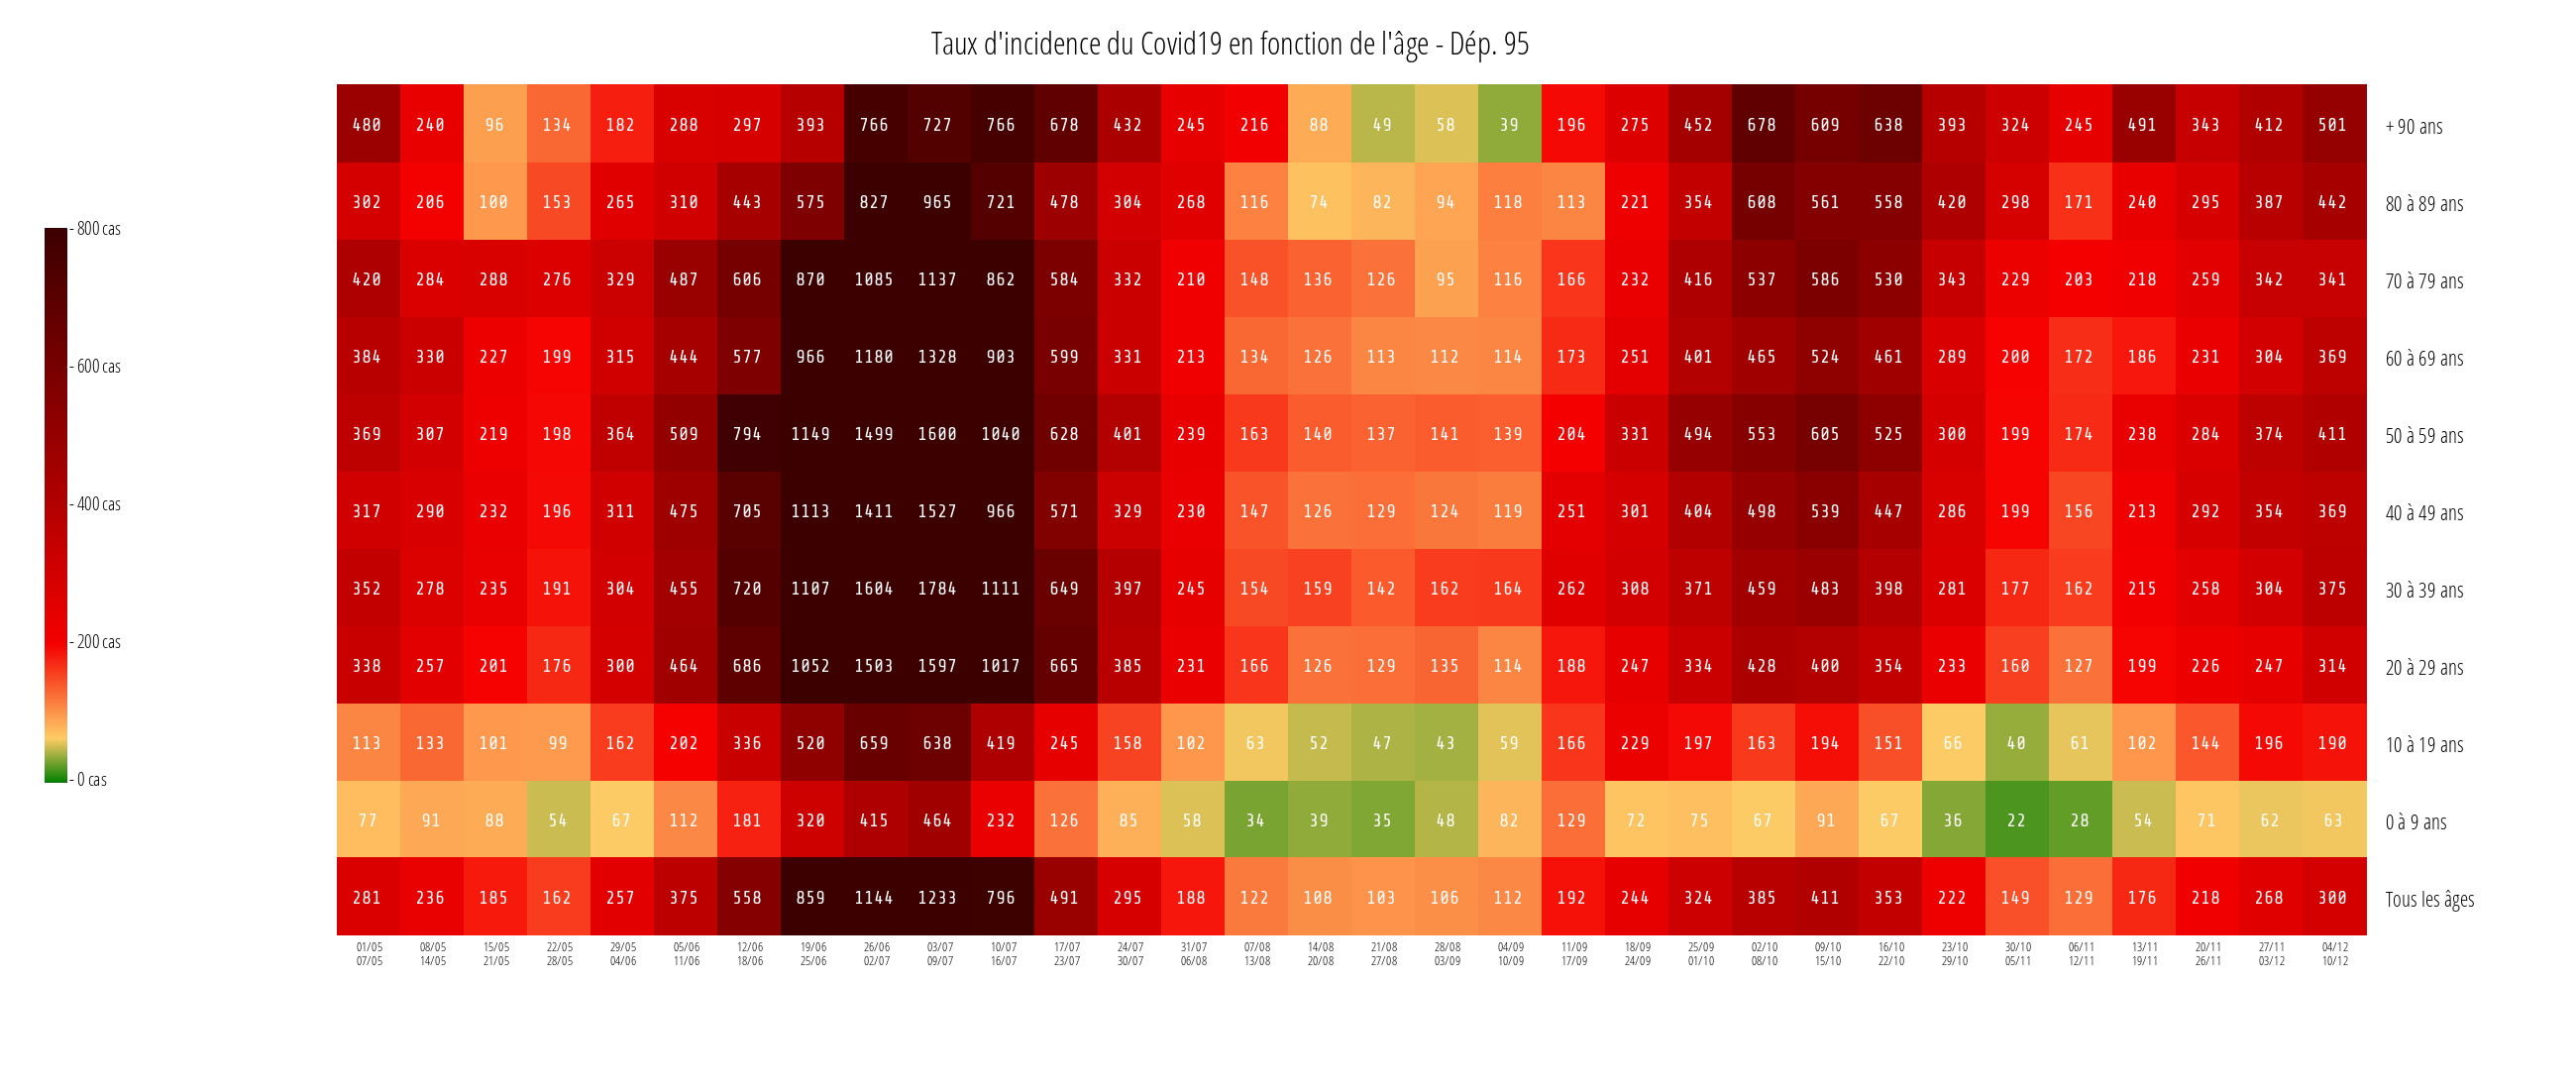 Taux d'incidence du Covid19 en fonction de l'âge - Dép. 95
- 800 cas
- 600 cas
- 400 cas
- 200 cas
- 0 cas
480 240 96 134 182 288 297 393 766 727 766 678 432 245 216 88 49 58 39 196 275 452 678 609 638 393 324 245 491 343 412 501 + 90 ans
302 206 100 153 265 310 443 575 827 965 721 478 304 268 116 74 82 94 118 113 221 354 608 561 558 420 298 171 240 295 387 442 80 à 89 ans
420 284 288 276 329 487 606 870 1085 1137 862 584 332 210 148 136 126 95 116 166 232 416 537 586 530 343 229 203 218 259 342 341 70 à 79 ans
384 330 227 199 315 444 577 966 1180 1328 903 599 331 213 134 126 113 112 114 173 251 401 465 524 461 289 200 172 186 231 304 369 60 à 69 ans
369 307 219 198 364 509 794 1149 1499 1600 1040 628 401 239 163 140 137 141 139 204 331 494 553 605 525 300 199 174 238 284 374 411 50 à 59 ans
317 290 232 196 311 475 705 1113 1411 1527 966 571 329 230 147 126 129 124 119 251 301 404 498 539 447 286 199 156 213 292 354 369 40 à 49 ans
352 278 235 191 304 455 720 1107 1604 1784 1111 649 397 245 154 159 142 162 164 262 308 371 459 483 398 281 177 162 215 258 304 375 30 à 39 ans
338 257 201 176 300 464 686 1052 1503 1597 1017 665 385 231 166 126 129 135 114 188 247 334 428 400 354 233 160 127 199 226 247 314 20 à 29 ans
113 133 101 99 162 202 336 520 659 638 419 245 158 102 63 52 47 43 59 166 229 197 163 194 151 66 40 61 102 144 196 190 10 à 19 ans
77 91 88 54 67 112 181 320 415 464 232 126 85 58 34 39 35 48 82 129 72 75 67 91 67 36 22 28 54 71 62 63 0 à 9 ans
281 236 185 162 257 375 558 859 1144 1233 796 491 295 188 122 108 103 106 112 192 244 324 385 411 353 222 149 129 176 218 268 300 Tous les âges
01/05 08/05 15/05 22/05 29/05 05/06 12/06 19/06 26/06 03/07 10/07 17/07 24/07 31/07 07/08 14/08 21/08 28/08 04/09 11/09 18/09 25/09 02/10 09/10 16/10 23/10 30/10 06/11 13/11 20/11 27/11 04/12
07/05 14/05 21/05 28/05 04/06 11/06 18/06 25/06 02/07 09/07 16/07 23/07 30/07 06/08 13/08 20/08 27/08 03/09 10/09 17/09 24/09 01/10 08/10 15/10 22/10 29/10 05/11 12/11 19/11 26/11 03/12 10/12